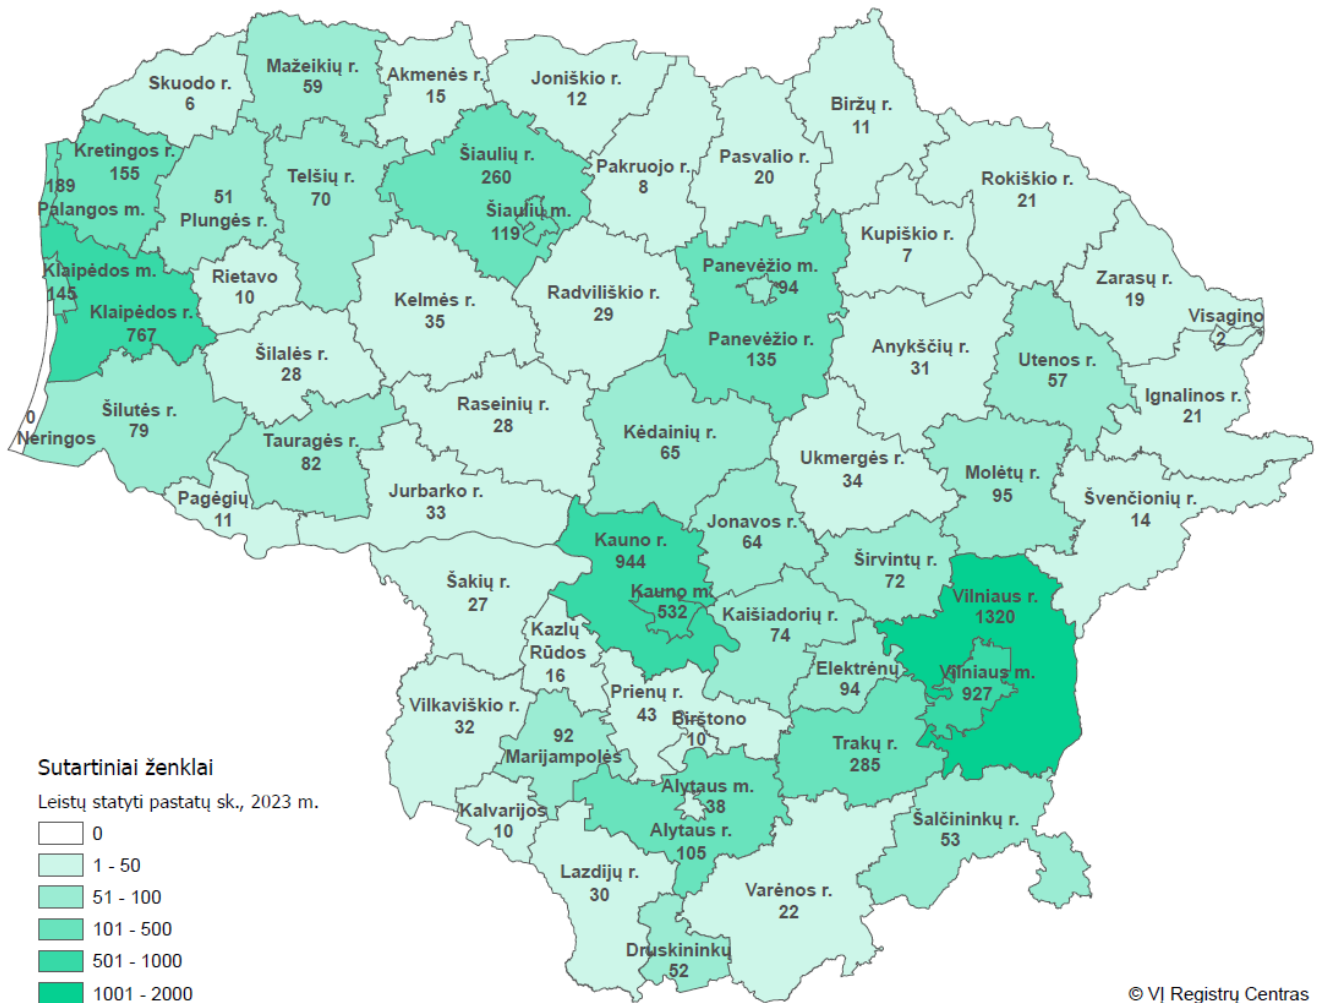 Skuodo r.
6
Mažeikių r.
59
Akmenės r.
15
Joniškio r.
12
Biržų r.
11
Kretingos r.
155
189
Palangos m.
51
Plungės r.
Telšių r.
70
Šiaulių r.
260
Šiaulių m.
119
Pakruojo r.
8
Pasvalio r.
20
Rokiškio r.
21
Kupiškio r.
7
Klaipėdos m.
145
Klaipėdos r.
767
Rietavo
10
Kelmės r.
35
Radviliškio r.
29
Panevėžio m.
94
Panevėžio r.
135
Zarasų r.
19
Visagino
2
Šilalės r.
28
Anykščių r.
31
Utenos r.
57
Ignalinos r.
21
0
Neringos
Šilutės r.
79
Tauragės r.
82
Raseinių r.
28
Kėdainių r.
65
Ukmergės r.
34
Molėtų r.
95
Švenčionių r.
14
Pagėgių
11
Jurbarko r.
33
Kauno r.
944
Kauno m.
532
Jonavos r.
64
Širvintų r.
72
Vilniaus r.
1320
Vilniaus m.
927
Šakių r.
27
Kazlų
Rūdos
16
Kaišiadorių r.
74
Elektrėnų
94
Vilkaviškio r.
32
92
Marijampolės
Prienų r.
43
Birštono
10
Trakų r.
285
Kalvarijos
10
Alytaus m.
38
Alytaus r.
105
Šalčininkų r.
53
Lazdijų r.
30
Varėnos r.
22
Druskininkų
52
Sutartiniai ženklai
Leistų statyti pastatų sk., 2023 m.
0
1 - 50
51 - 100
101 - 500
501 - 1000
1001 - 2000
© VĮ Registrų Centras